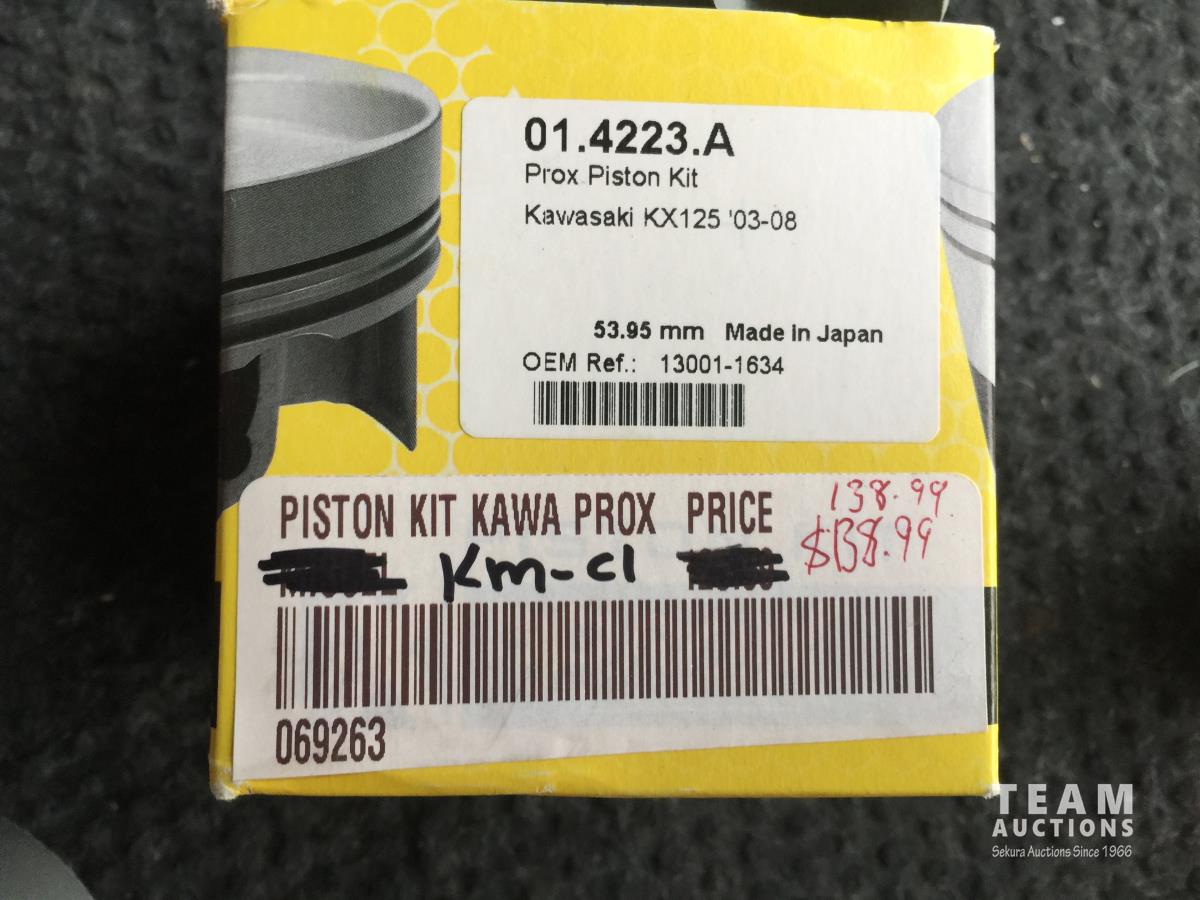 01.4223.A
Prox Piston Kit
Kawasaki KX125 '03-08
53.95 mm Made in Japan
OEM Ref.: 13001-1634
PISTON KIT KAWA PROX PRICE 138.99
Km-cl $138.99
069263
TEAM
AUCTIONS
Sekura Auctions Since 1966